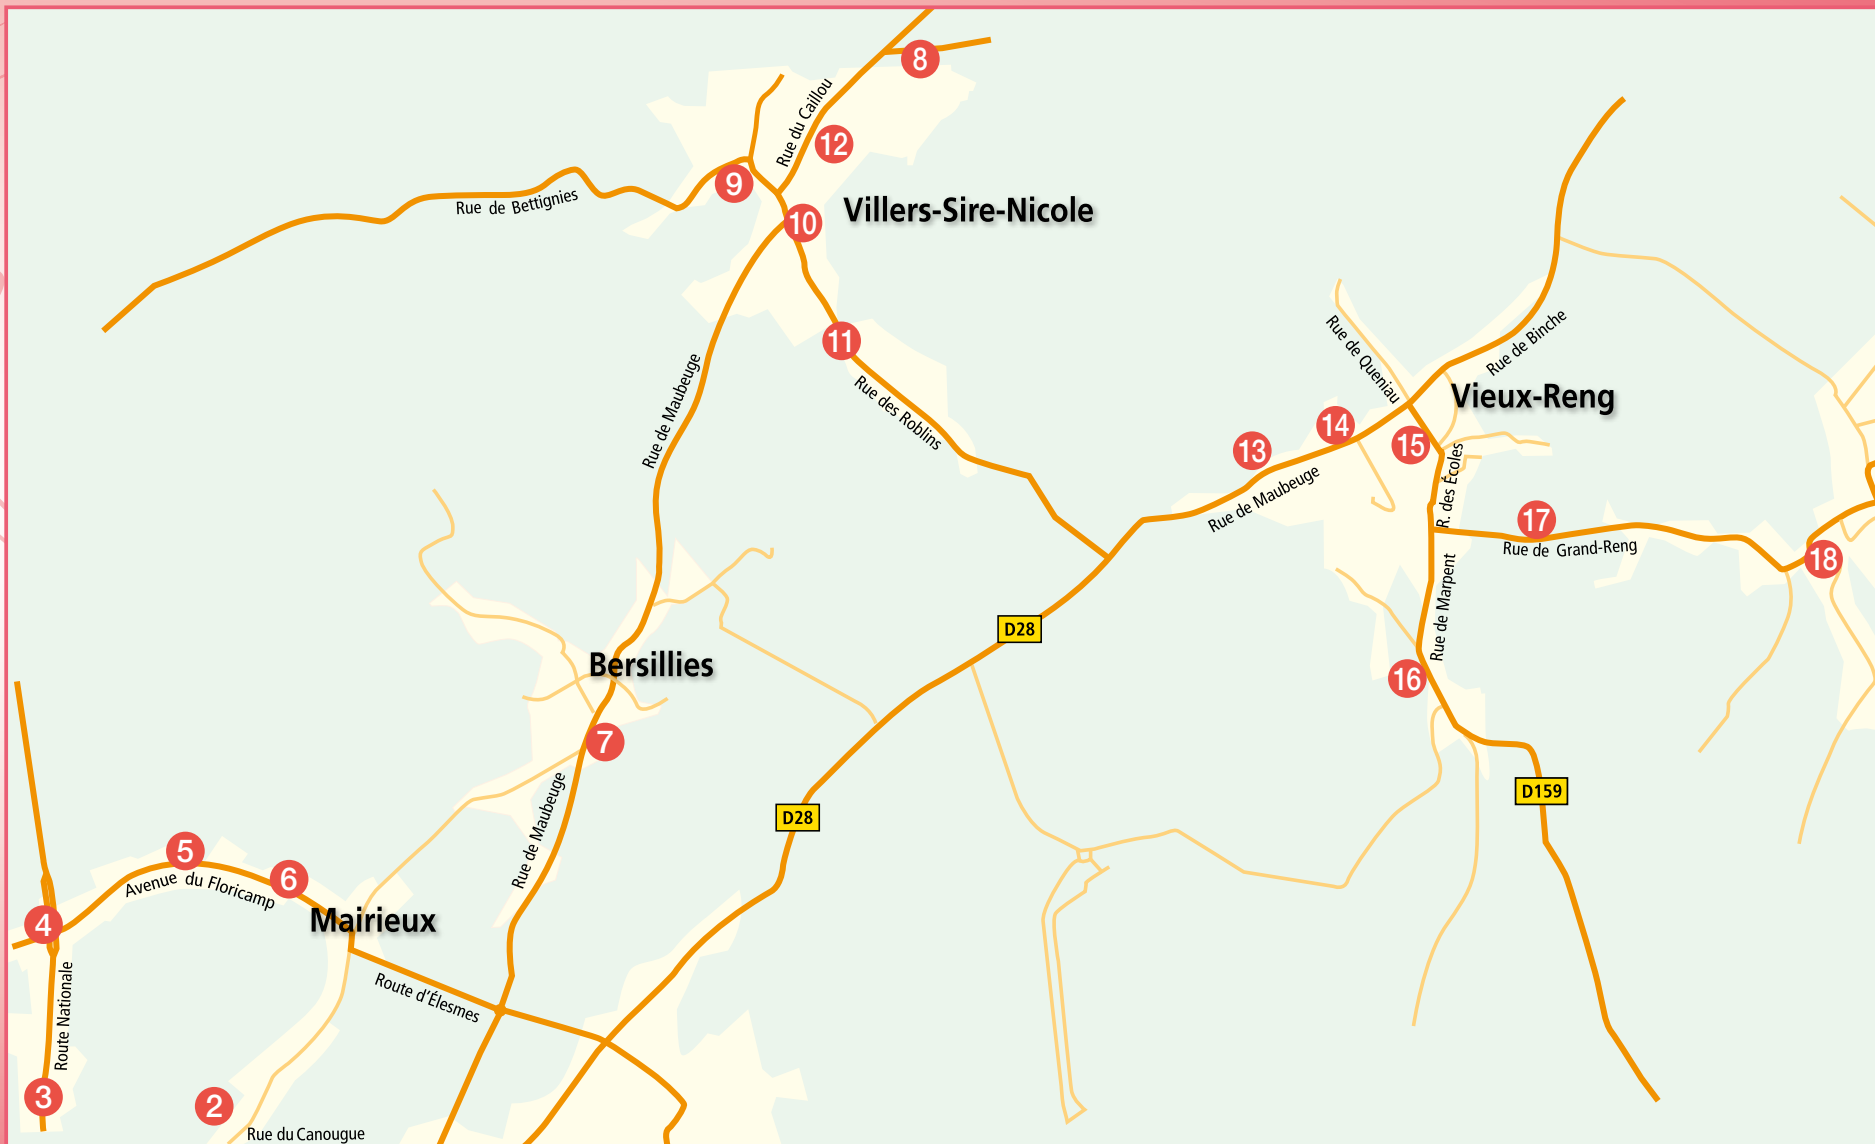 8
Rue du Caillou
12
9
Rue de Bettignies
Villers-Sire-Nicole
10
11
Rue de Maubeuge
Rue des Roblins
Rue de Queniau
Rue de Binche
Vieux-Reng
14
13
15
Rue de Maubeuge
R. des Écoles
17
Rue de Grand-Reng
18
Rue de Marpent
16
D28
Bersillies
7
D159
D28
Rue de Maubeuge
5
6
Avenue du Floricamp
4
Mairieux
Route d'Élesmes
Route Nationale
3
2
Rue du Canougue